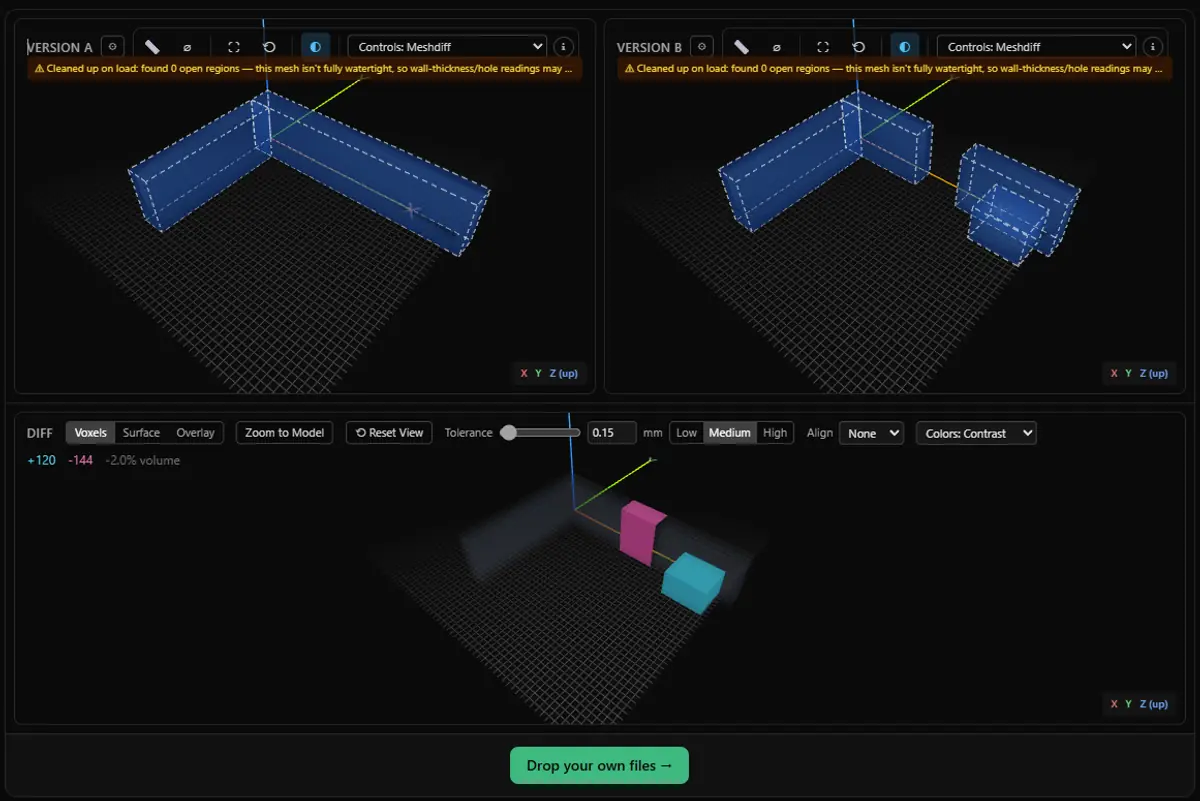 VERSION A
Controls: Meshdiff
⚠ Cleaned up on load: found 0 open regions — this mesh isn't fully watertight, so wall-thickness/hole readings may ...
X Y Z (up)
VERSION B
Controls: Meshdiff
⚠ Cleaned up on load: found 0 open regions — this mesh isn't fully watertight, so wall-thickness/hole readings may ...
X Y Z (up)
DIFF Voxels Surface Overlay Zoom to Model Reset View Tolerance 0.15 mm Low Medium High Align None Colors: Contrast
+120 -144 -2.0% volume
X Y Z (up)
Drop your own files →